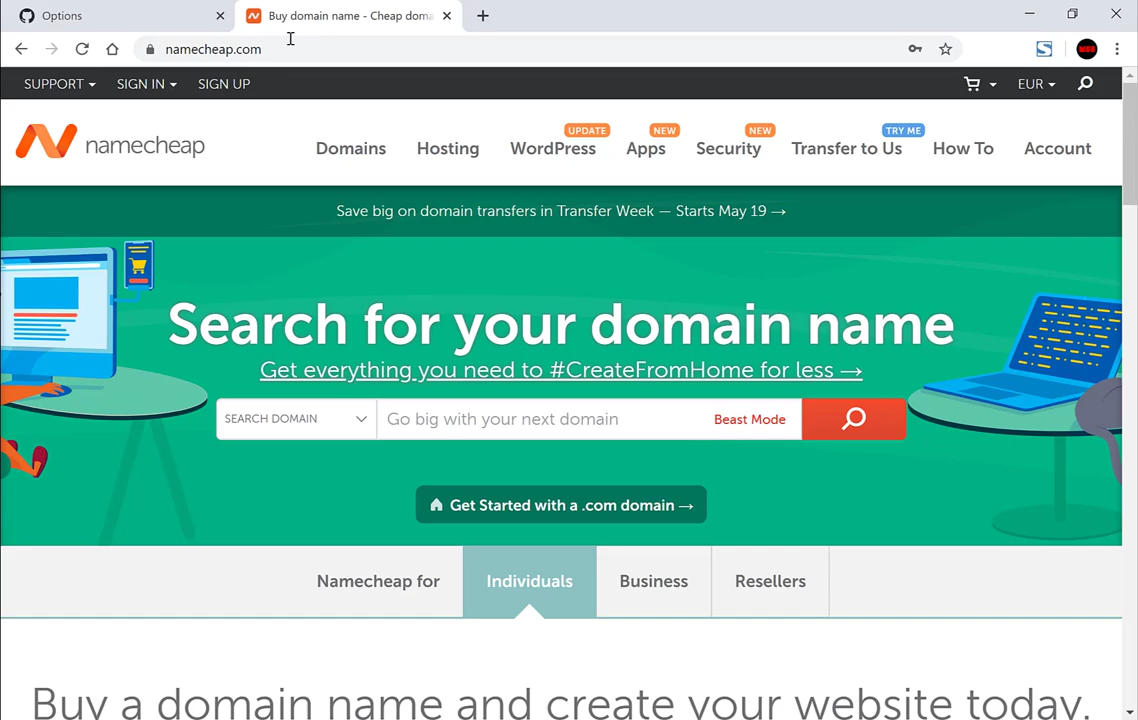 Options
Buy domain name - Cheap doma
namecheap.com
SUPPORT
SIGN IN
SIGN UP
EUR
namecheap
Domains
Hosting
UPDATE
WordPress
NEW
Apps
NEW
Security
TRY ME
Transfer to Us
How To
Account
Save big on domain transfers in Transfer Week — Starts May 19 →
Search for your domain name
Get everything you need to #CreateFromHome for less →
SEARCH DOMAIN
Go big with your next domain
Beast Mode
Get Started with a .com domain →
Namecheap for
Individuals
Business
Resellers
Buy a domain name and create your website today.